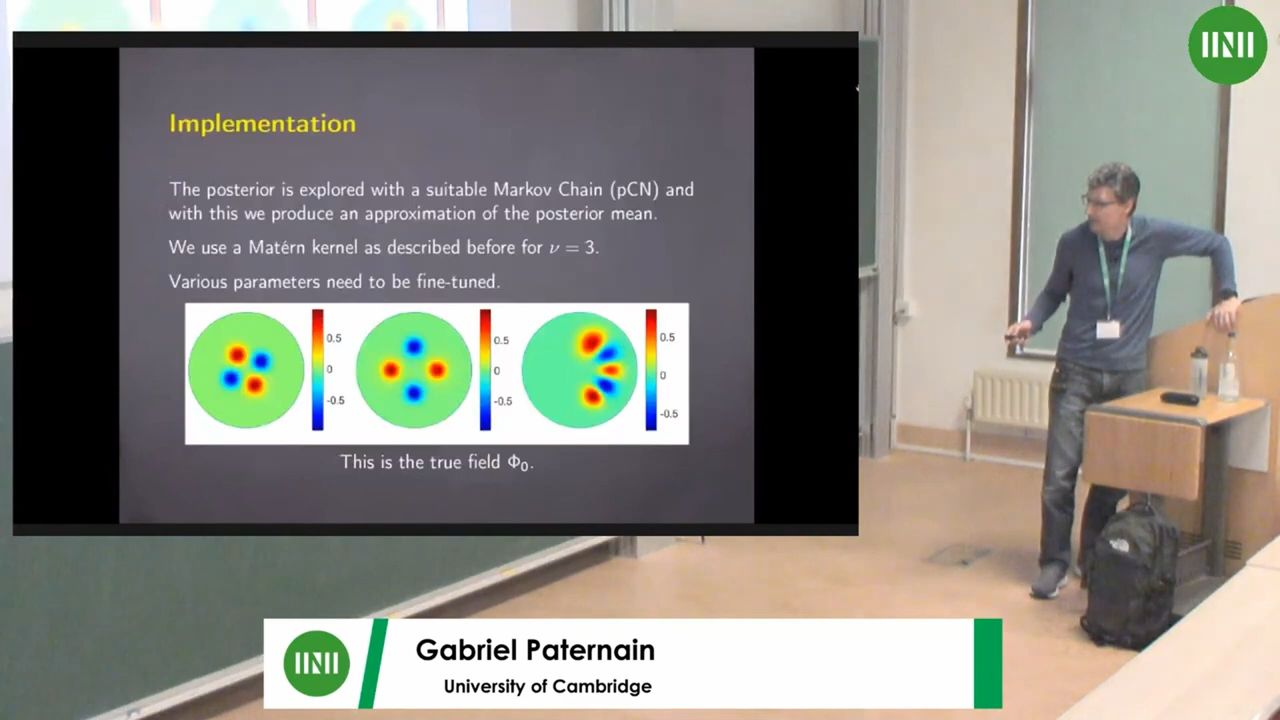 Implementation
The posterior is explored with a suitable Markov Chain (pCN) and
with this we produce an approximation of the posterior mean.
We use a Matérn kernel as described before for ν = 3.
Various parameters need to be fine-tuned.
0.5
0
-0.5
0.5
0
-0.5
0.5
0
-0.5
This is the true field Φ₀.
Gabriel Paternain
University of Cambridge